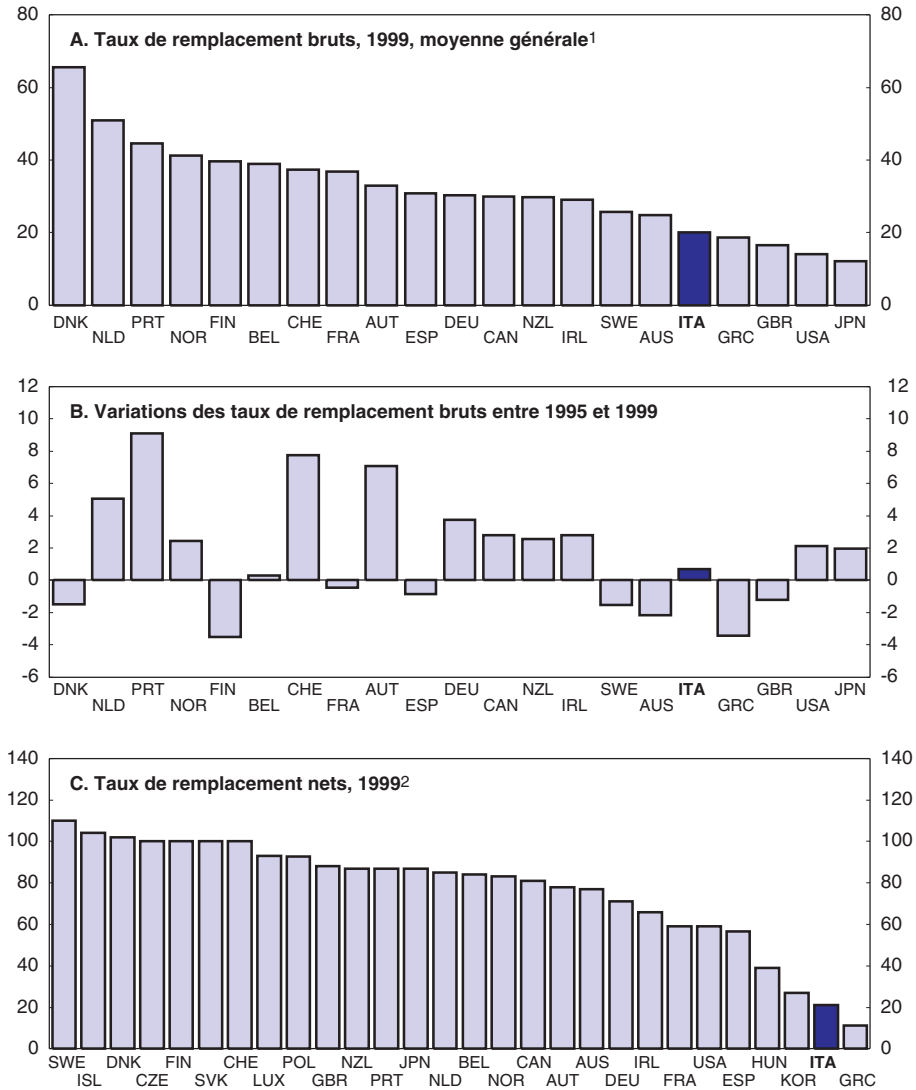 A. Taux de remplacement bruts, 1999, moyenne générale1
80 80
60 60
40 40
20 20
0 0
DNK PRT FIN CHE AUT DEU NZL SWE ITA GBR JPN
NLD NOR BEL FRA ESP CAN IRL AUS GRC USA
B. Variations des taux de remplacement bruts entre 1995 et 1999
12 12
10 10
8 8
6 6
4 4
2 2
0 0
-2 -2
-4 -4
-6 -6
DNK PRT FIN CHE AUT DEU NZL SWE ITA GBR JPN
NLD NOR BEL FRA ESP CAN IRL AUS GRC USA
C. Taux de remplacement nets, 19992
140 140
120 120
100 100
80 80
60 60
40 40
20 20
0 0
SWE DNK FIN CHE POL NZL JPN BEL CAN AUS IRL USA HUN ITA
ISL CZE SVK LUX GBR PRT NLD NOR AUT DEU FRA ESP KOR GRC